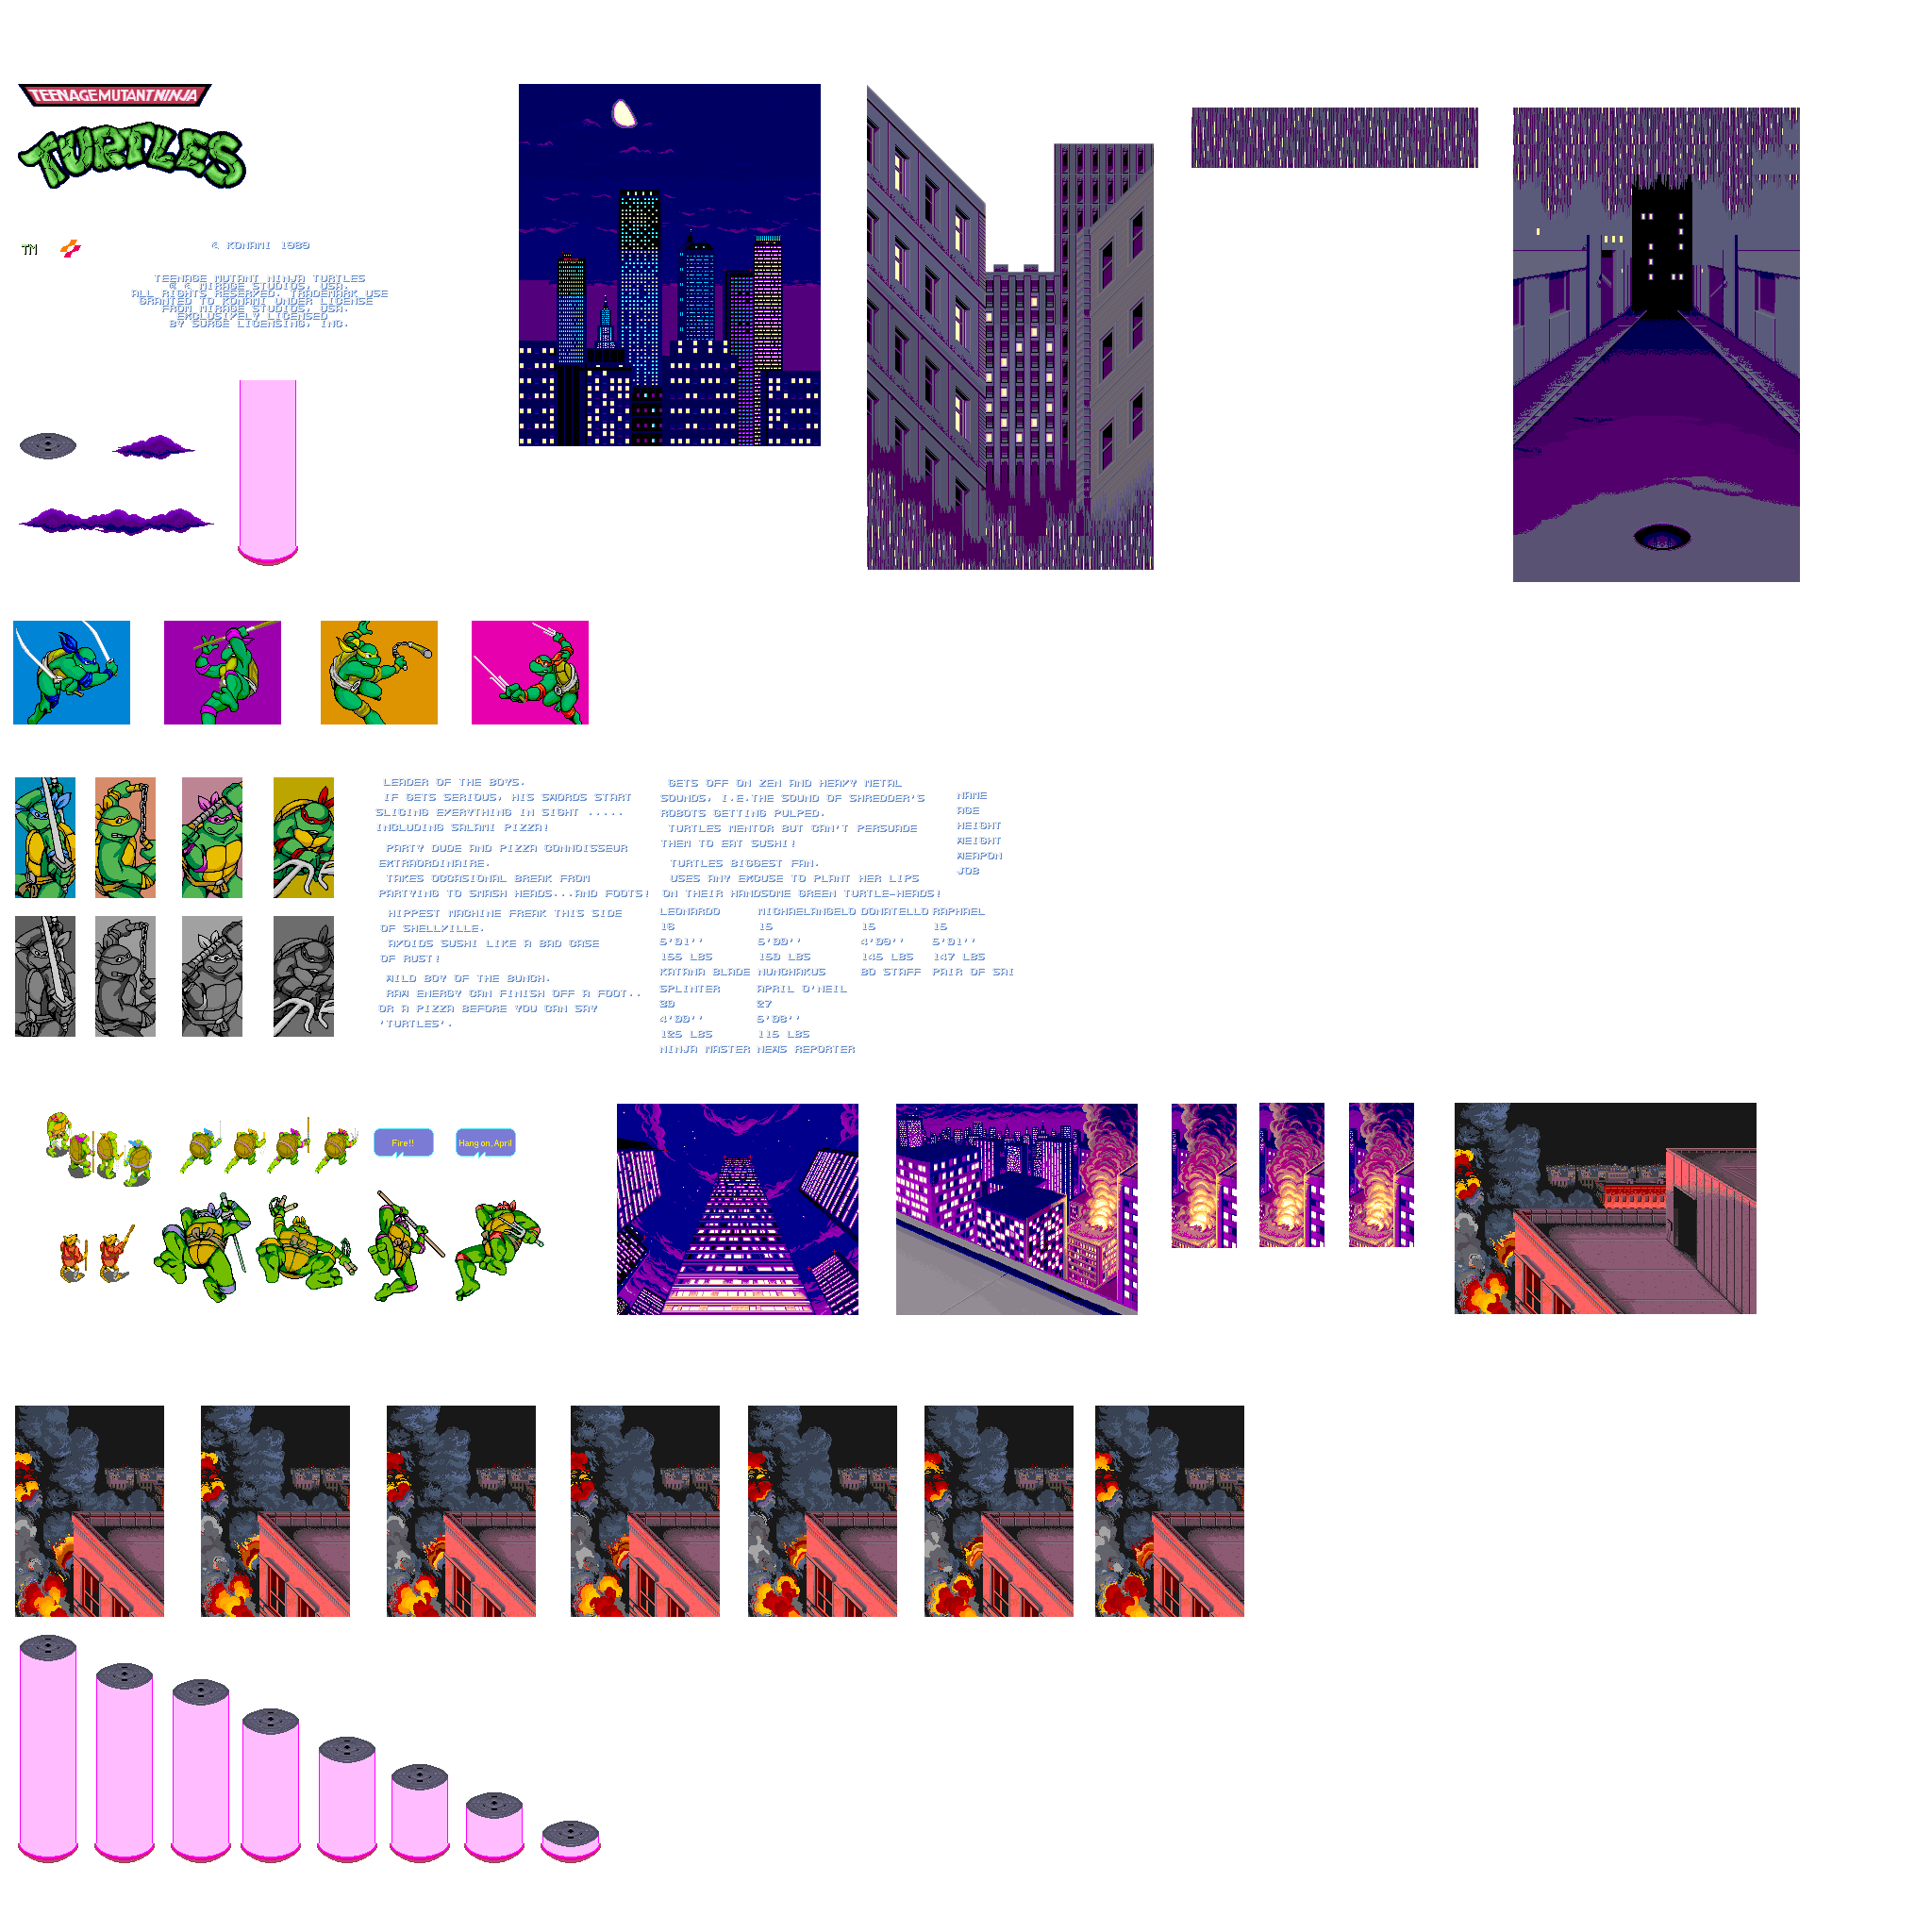 TEENAGE MUTANT NINJA
TURTLES
TM
© KONAMI 1989
TEENAGE MUTANT NINJA TURTLES
® © MIRAGE STUDIOS, USA.
ALL RIGHTS RESERVED. TRADEMARK USE
GRANTED TO KONAMI UNDER LICENSE
FROM MIRAGE STUDIOS, USA.
EXCLUSIVELY LICENSED
BY SURGE LICENSING, INC.
LEADER OF THE BOYS.
IF GETS SERIOUS, HIS SWORDS START
SLICING EVERYTHING IN SIGHT .....
INCLUDING SALAMI PIZZA!
PARTY DUDE AND PIZZA CONNOISSEUR
EXTRAORDINAIRE.
TAKES OCCASIONAL BREAK FROM
PARTYING TO SMASH HEADS...AND FOOTS!
HIPPEST MACHINE FREAK THIS SIDE
OF SHELLVILLE.
AVOIDS SUSHI LIKE A BAD CASE
OF RUST!
WILD BOY OF THE BUNCH.
RAW ENERGY CAN FINISH OFF A FOOT..
OR A PIZZA BEFORE YOU CAN SAY
'TURTLES'.
GETS OFF ON ZEN AND HEAVY METAL
SOUNDS, I.E.THE SOUND OF SHREDDER'S
ROBOTS GETTING PULPED.
TURTLES MENTOR BUT CAN'T PERSUADE
THEM TO EAT SUSHI!
TURTLES BIGGEST FAN.
USES ANY EXCUSE TO PLANT HER LIPS
ON THEIR HANDSOME GREEN TURTLE-HEADS!
NAME
AGE
HEIGHT
WEIGHT
WEAPON
JOB
LEONARDO MICHAELANGELO DONATELLO RAPHAEL
16 15 15 15
5'01'' 5'00'' 4'09'' 5'01''
155 LBS 150 LBS 145 LBS 147 LBS
KATANA BLADE NUNCHAKUS BO STAFF PAIR OF SAI
SPLINTER APRIL O'NEIL
39 27
4'09'' 5'08''
125 LBS 115 LBS
NINJA MASTER NEWS REPORTER
Fire!!
Hang on, April